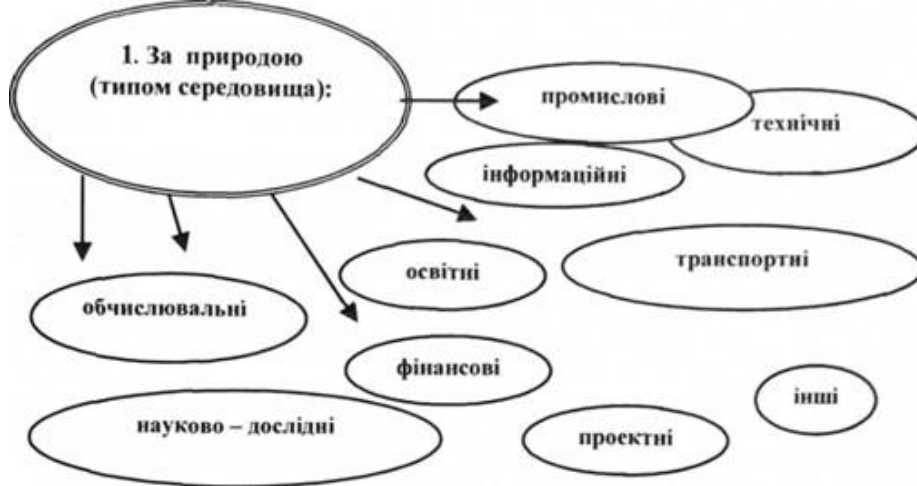 1. За природою
(типом середовища):
промислові
технічні
інформаційні
освітні
транспортні
обчислювальні
фінансові
інші
науково – дослідні
проектні